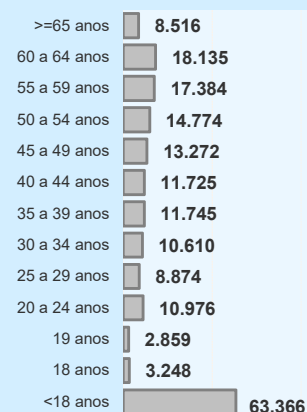 >=65 anos 8.516
60 a 64 anos 18.135
55 a 59 anos 17.384
50 a 54 anos 14.774
45 a 49 anos 13.272
40 a 44 anos 11.725
35 a 39 anos 11.745
30 a 34 anos 10.610
25 a 29 anos 8.874
20 a 24 anos 10.976
19 anos 2.859
18 anos 3.248
<18 anos 63.366